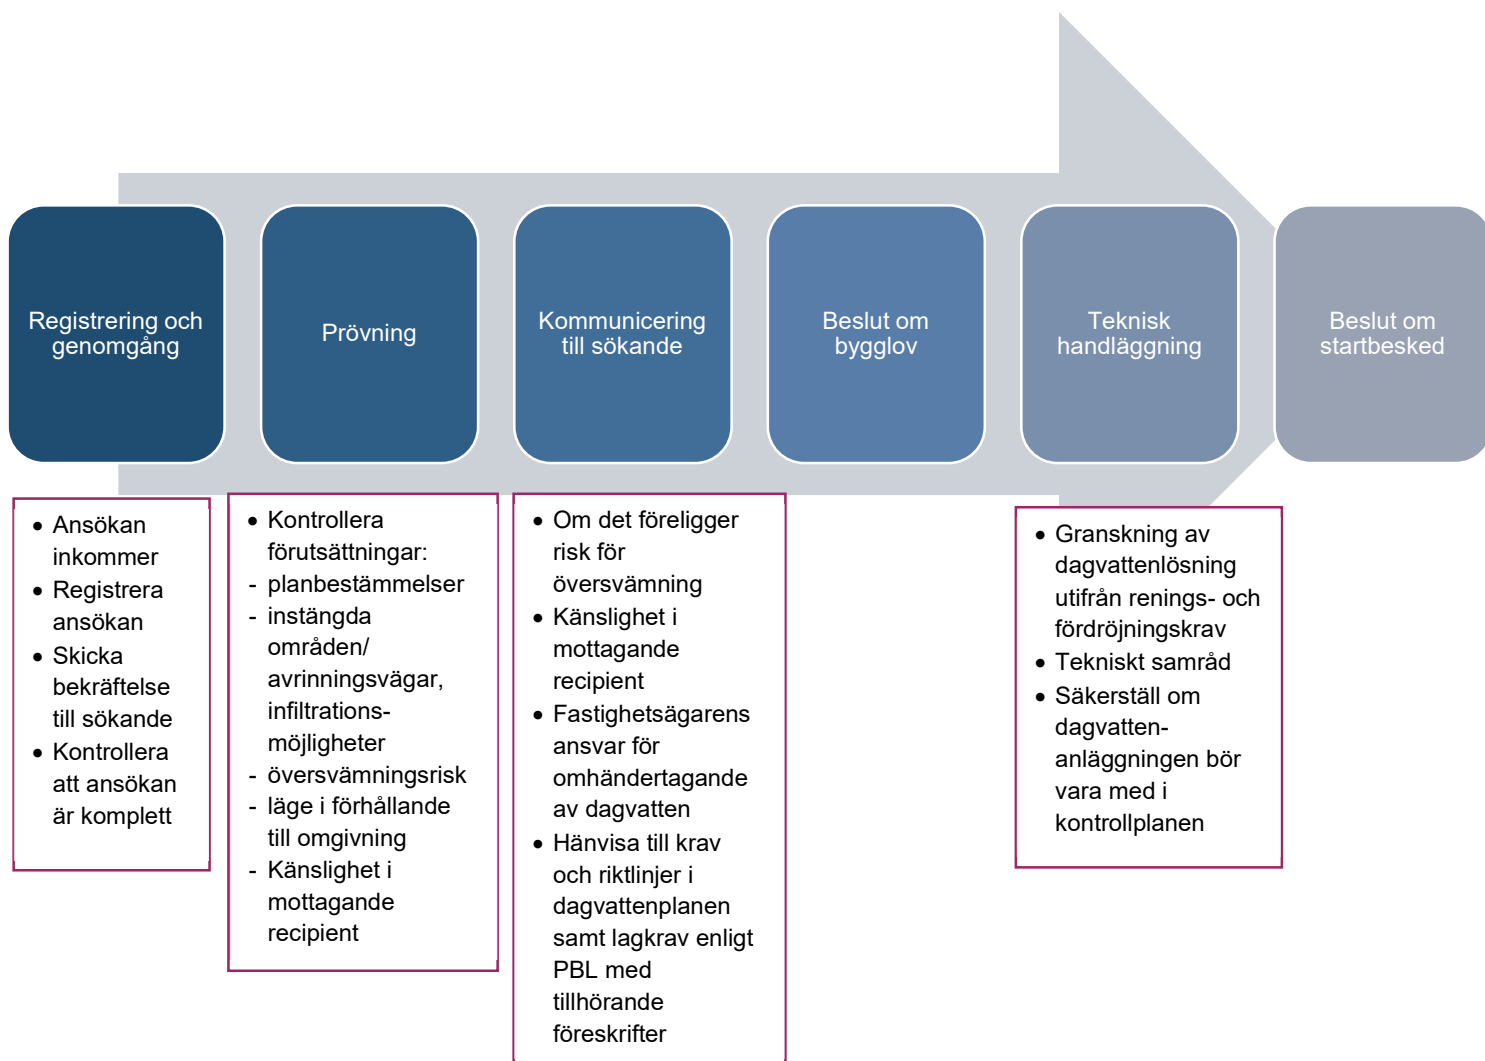 Registrering och
genomgång
Prövning
Kommunicering
till sökande
Beslut om
bygglov
Teknisk
handläggning
Beslut om
startbesked
• Ansökan
inkommer
• Registrera
ansökan
• Skicka
bekräftelse
till sökande
• Kontrollera
att ansökan
är komplett
• Kontrollera
förutsättningar:
- planbestämmelser
- instängda
områden/
avrinningsvägar,
infiltrations-
möjligheter
- översvämningsrisk
- läge i förhållande
till omgivning
- Känslighet i
mottagande
recipient
• Om det föreligger
risk för
översvämning
• Känslighet i
mottagande
recipient
• Fastighetsägarens
ansvar för
omhändertagande
av dagvatten
• Hänvisa till krav
och riktlinjer i
dagvattenplanen
samt lagkrav enligt
PBL med
tillhörande
föreskrifter
• Granskning av
dagvattenlösning
utifrån renings- och
fördröjningskrav
• Tekniskt samråd
• Säkerställ om
dagvatten-
anläggningen bör
vara med i
kontrollplanen